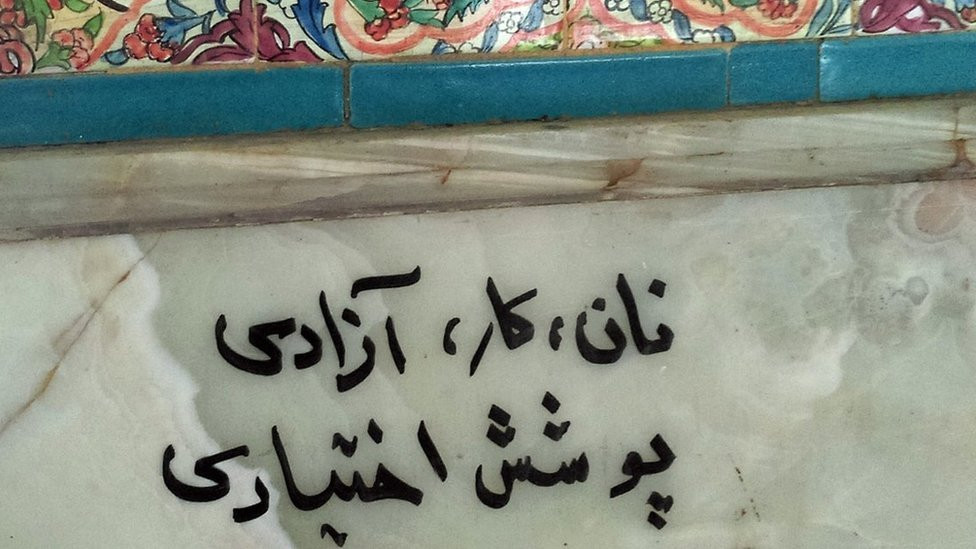 نان، کار، آزادی
پوشش اختیاری